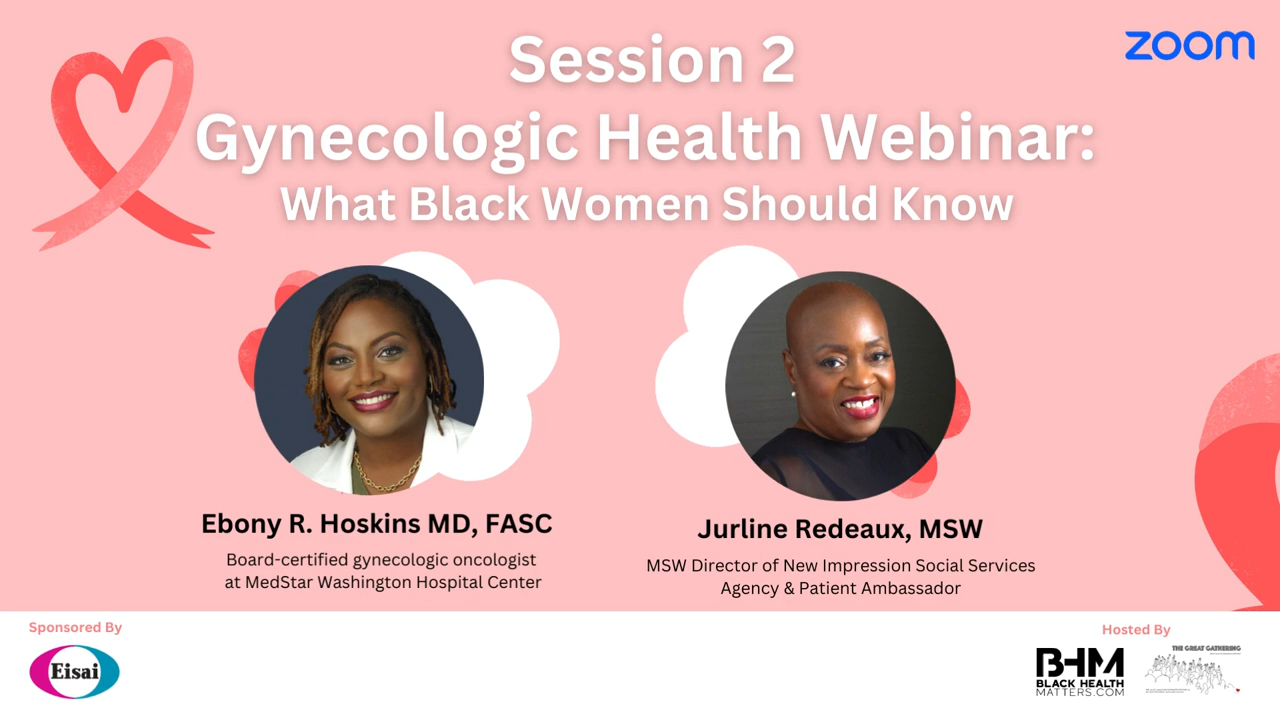 zoom
Session 2
Gynecologic Health Webinar:
What Black Women Should Know
Ebony R. Hoskins MD, FASC
Board-certified gynecologic oncologist
at MedStar Washington Hospital Center
Jurline Redeaux, MSW
MSW Director of New Impression Social Services
Agency & Patient Ambassador
Sponsored By
Eisai
Hosted By
BHM
BLACK HEALTH
MATTERS.COM
THE GREAT GATHERING